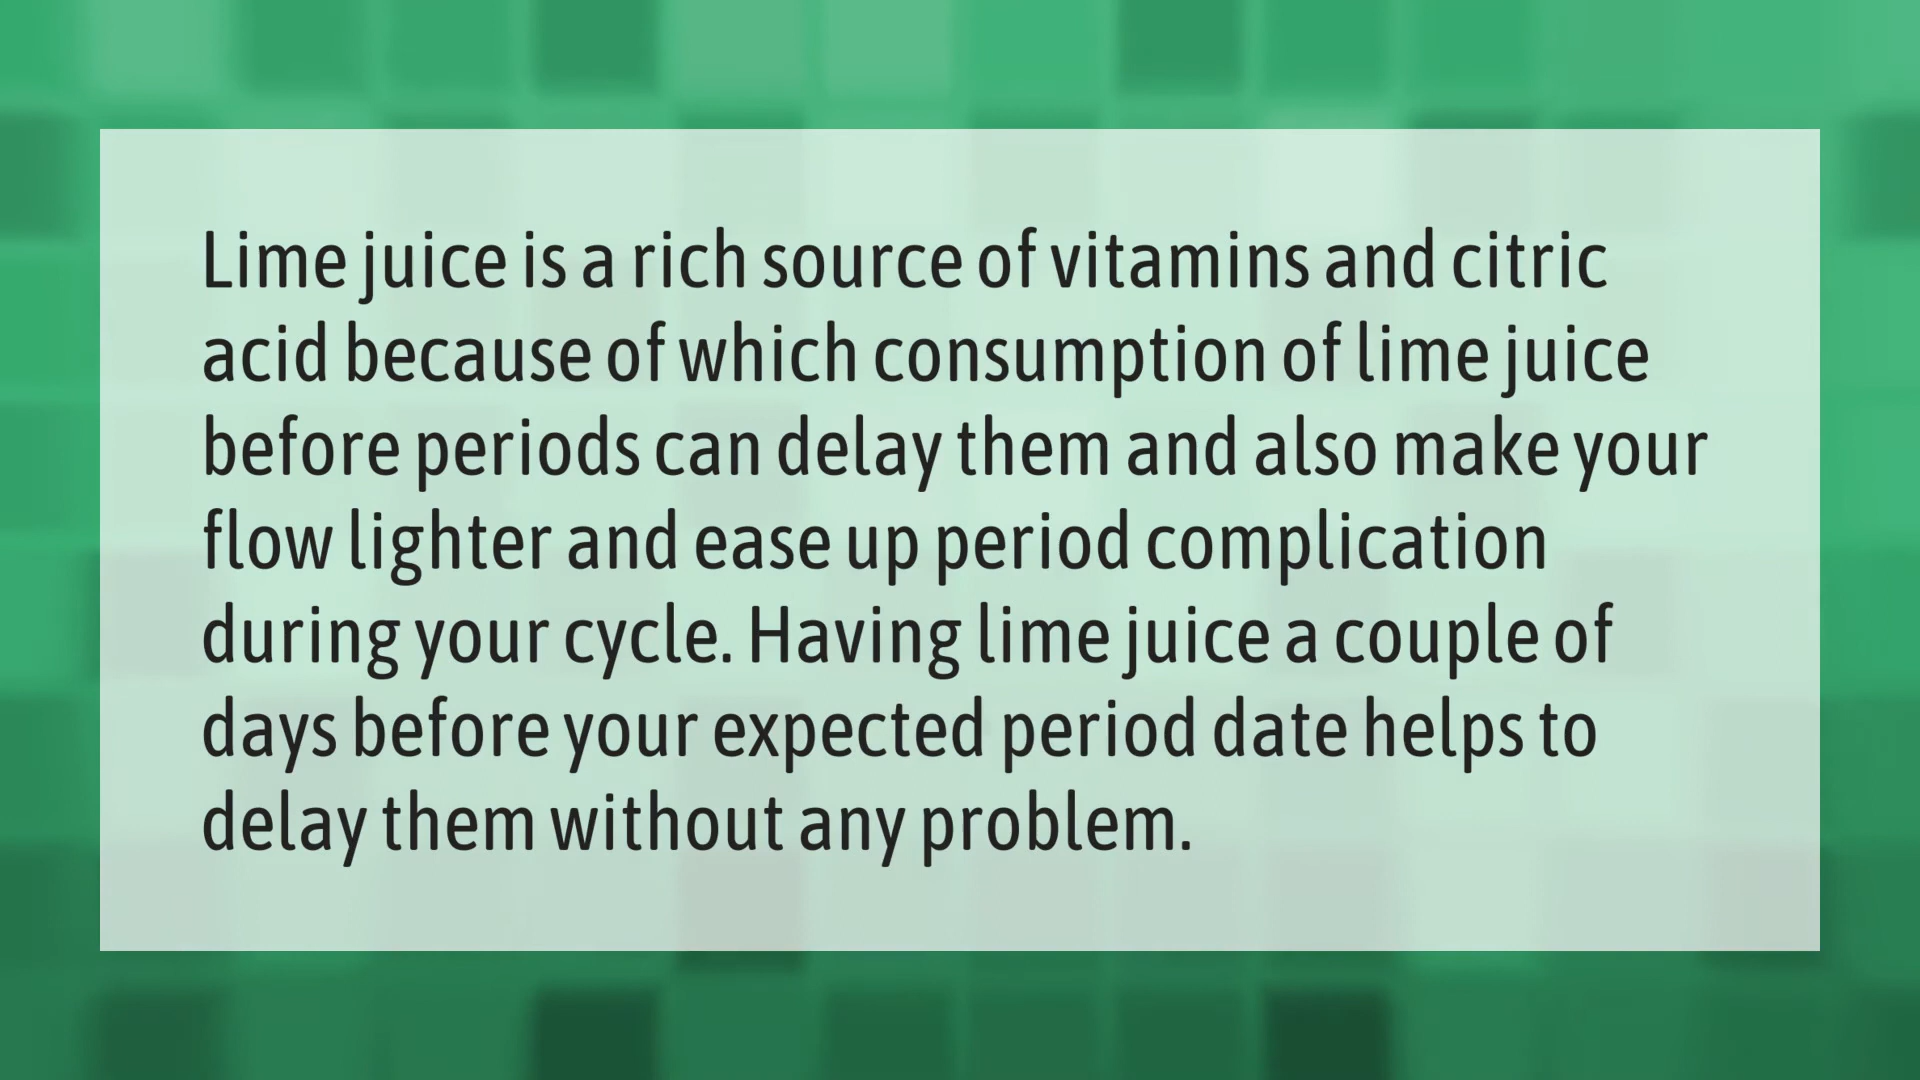 Lime juice is a rich source of vitamins and citric
acid because of which consumption of lime juice
before periods can delay them and also make your
flow lighter and ease up period complication
during your cycle. Having lime juice a couple of
days before your expected period date helps to
delay them without any problem.